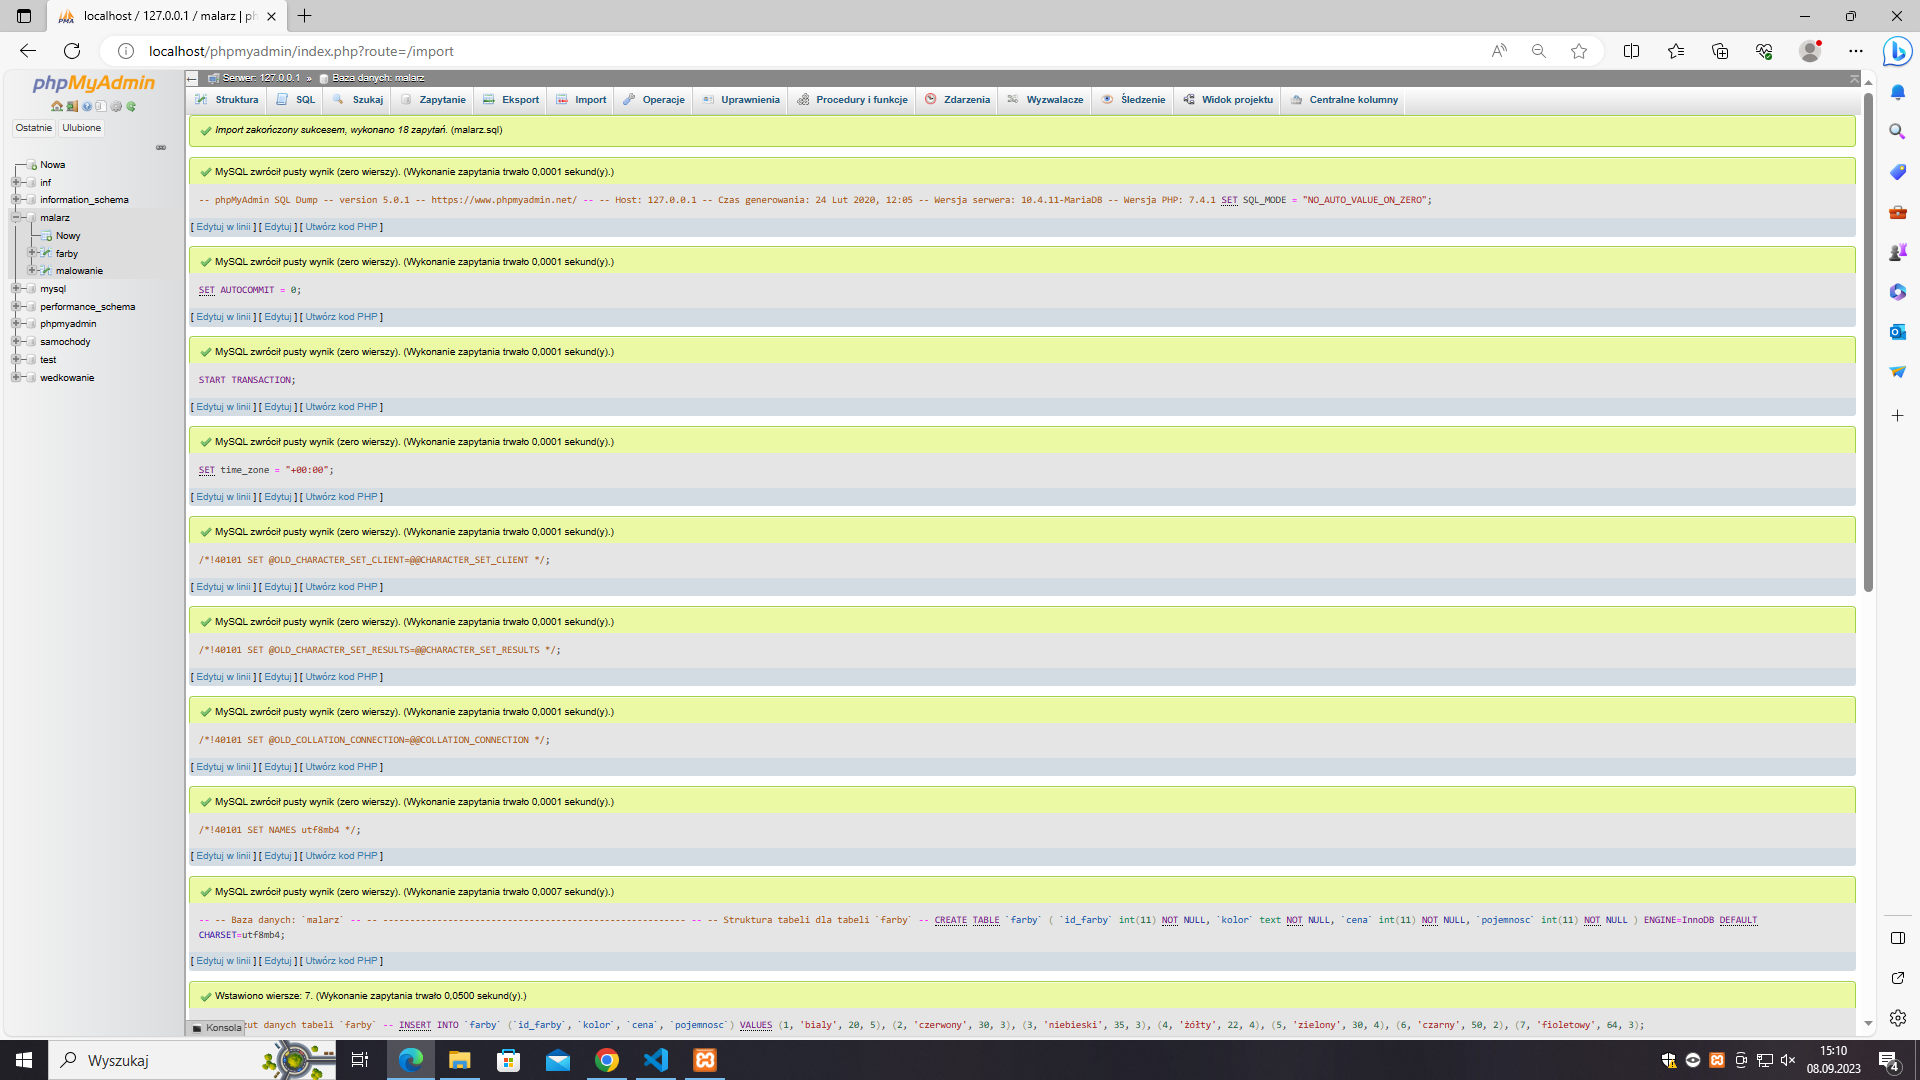 localhost / 127.0.0.1 / malarz | ph
localhost/phpmyadmin/index.php?route=/import
phpMyAdmin
Ostatnie Ulubione
Nowa
inf
information_schema
malarz
Nowy
farby
malowanie
mysql
performance_schema
phpmyadmin
samochody
test
wedkowanie
Serwer: 127.0.0.1 » Baza danych: malarz
Struktura SQL Szukaj Zapytanie Eksport Import Operacje Uprawnienia Procedury i funkcje Zdarzenia Wyzwalacze Śledzenie Widok projektu Centralne kolumny
Import zakończony sukcesem, wykonano 18 zapytań. (malarz.sql)
MySQL zwrócił pusty wynik (zero wierszy). (Wykonanie zapytania trwało 0,0001 sekund(y).)
-- phpMyAdmin SQL Dump -- version 5.0.1 -- https://www.phpmyadmin.net/ -- -- Host: 127.0.0.1 -- Czas generowania: 24 Lut 2020, 12:05 -- Wersja serwera: 10.4.11-MariaDB -- Wersja PHP: 7.4.1 SET SQL_MODE = "NO_AUTO_VALUE_ON_ZERO";
[ Edytuj w linii ] [ Edytuj ] [ Utwórz kod PHP ]
MySQL zwrócił pusty wynik (zero wierszy). (Wykonanie zapytania trwało 0,0001 sekund(y).)
SET AUTOCOMMIT = 0;
[ Edytuj w linii ] [ Edytuj ] [ Utwórz kod PHP ]
MySQL zwrócił pusty wynik (zero wierszy). (Wykonanie zapytania trwało 0,0001 sekund(y).)
START TRANSACTION;
[ Edytuj w linii ] [ Edytuj ] [ Utwórz kod PHP ]
MySQL zwrócił pusty wynik (zero wierszy). (Wykonanie zapytania trwało 0,0001 sekund(y).)
SET time_zone = "+00:00";
[ Edytuj w linii ] [ Edytuj ] [ Utwórz kod PHP ]
MySQL zwrócił pusty wynik (zero wierszy). (Wykonanie zapytania trwało 0,0001 sekund(y).)
/*!40101 SET @OLD_CHARACTER_SET_CLIENT=@@CHARACTER_SET_CLIENT */;
[ Edytuj w linii ] [ Edytuj ] [ Utwórz kod PHP ]
MySQL zwrócił pusty wynik (zero wierszy). (Wykonanie zapytania trwało 0,0001 sekund(y).)
/*!40101 SET @OLD_CHARACTER_SET_RESULTS=@@CHARACTER_SET_RESULTS */;
[ Edytuj w linii ] [ Edytuj ] [ Utwórz kod PHP ]
MySQL zwrócił pusty wynik (zero wierszy). (Wykonanie zapytania trwało 0,0001 sekund(y).)
/*!40101 SET @OLD_COLLATION_CONNECTION=@@COLLATION_CONNECTION */;
[ Edytuj w linii ] [ Edytuj ] [ Utwórz kod PHP ]
MySQL zwrócił pusty wynik (zero wierszy). (Wykonanie zapytania trwało 0,0001 sekund(y).)
/*!40101 SET NAMES utf8mb4 */;
[ Edytuj w linii ] [ Edytuj ] [ Utwórz kod PHP ]
MySQL zwrócił pusty wynik (zero wierszy). (Wykonanie zapytania trwało 0,0007 sekund(y).)
-- -- Baza danych: `malarz` -- -- -------------------------------------------------------- -- -- Struktura tabeli dla tabeli `farby` -- CREATE TABLE `farby` ( `id_farby` int(11) NOT NULL, `kolor` text NOT NULL, `cena` int(11) NOT NULL, `pojemnosc` int(11) NOT NULL ) ENGINE=InnoDB DEFAULT
CHARSET=utf8mb4;
[ Edytuj w linii ] [ Edytuj ] [ Utwórz kod PHP ]
Wstawiono wiersze: 7. (Wykonanie zapytania trwało 0,0500 sekund(y).)
zut danych tabeli `farby` -- INSERT INTO `farby` (`id_farby`, `kolor`, `cena`, `pojemnosc`) VALUES (1, 'bialy', 20, 5), (2, 'czerwony', 30, 3), (3, 'niebieski', 35, 3), (4, 'żółty', 22, 4), (5, 'zielony', 30, 4), (6, 'czarny', 50, 2), (7, 'fioletowy', 64, 3);
Konsola
Wyszukaj
15:10
08.09.2023
4